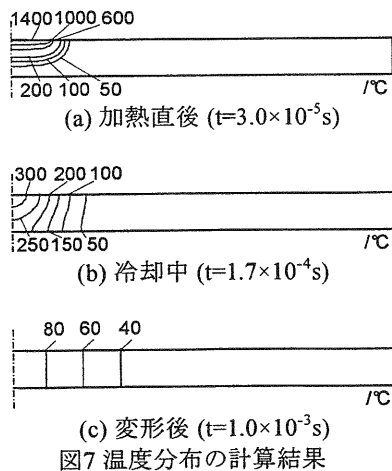 1400 1000 600
200 100 50
/℃
(a) 加熱直後 (t=3.0×10⁻⁵s)
300 200 100
250 150 50
/℃
(b) 冷却中 (t=1.7×10⁻⁴s)
80 60 40
/℃
(c) 変形後 (t=1.0×10⁻³s)
図7 温度分布の計算結果